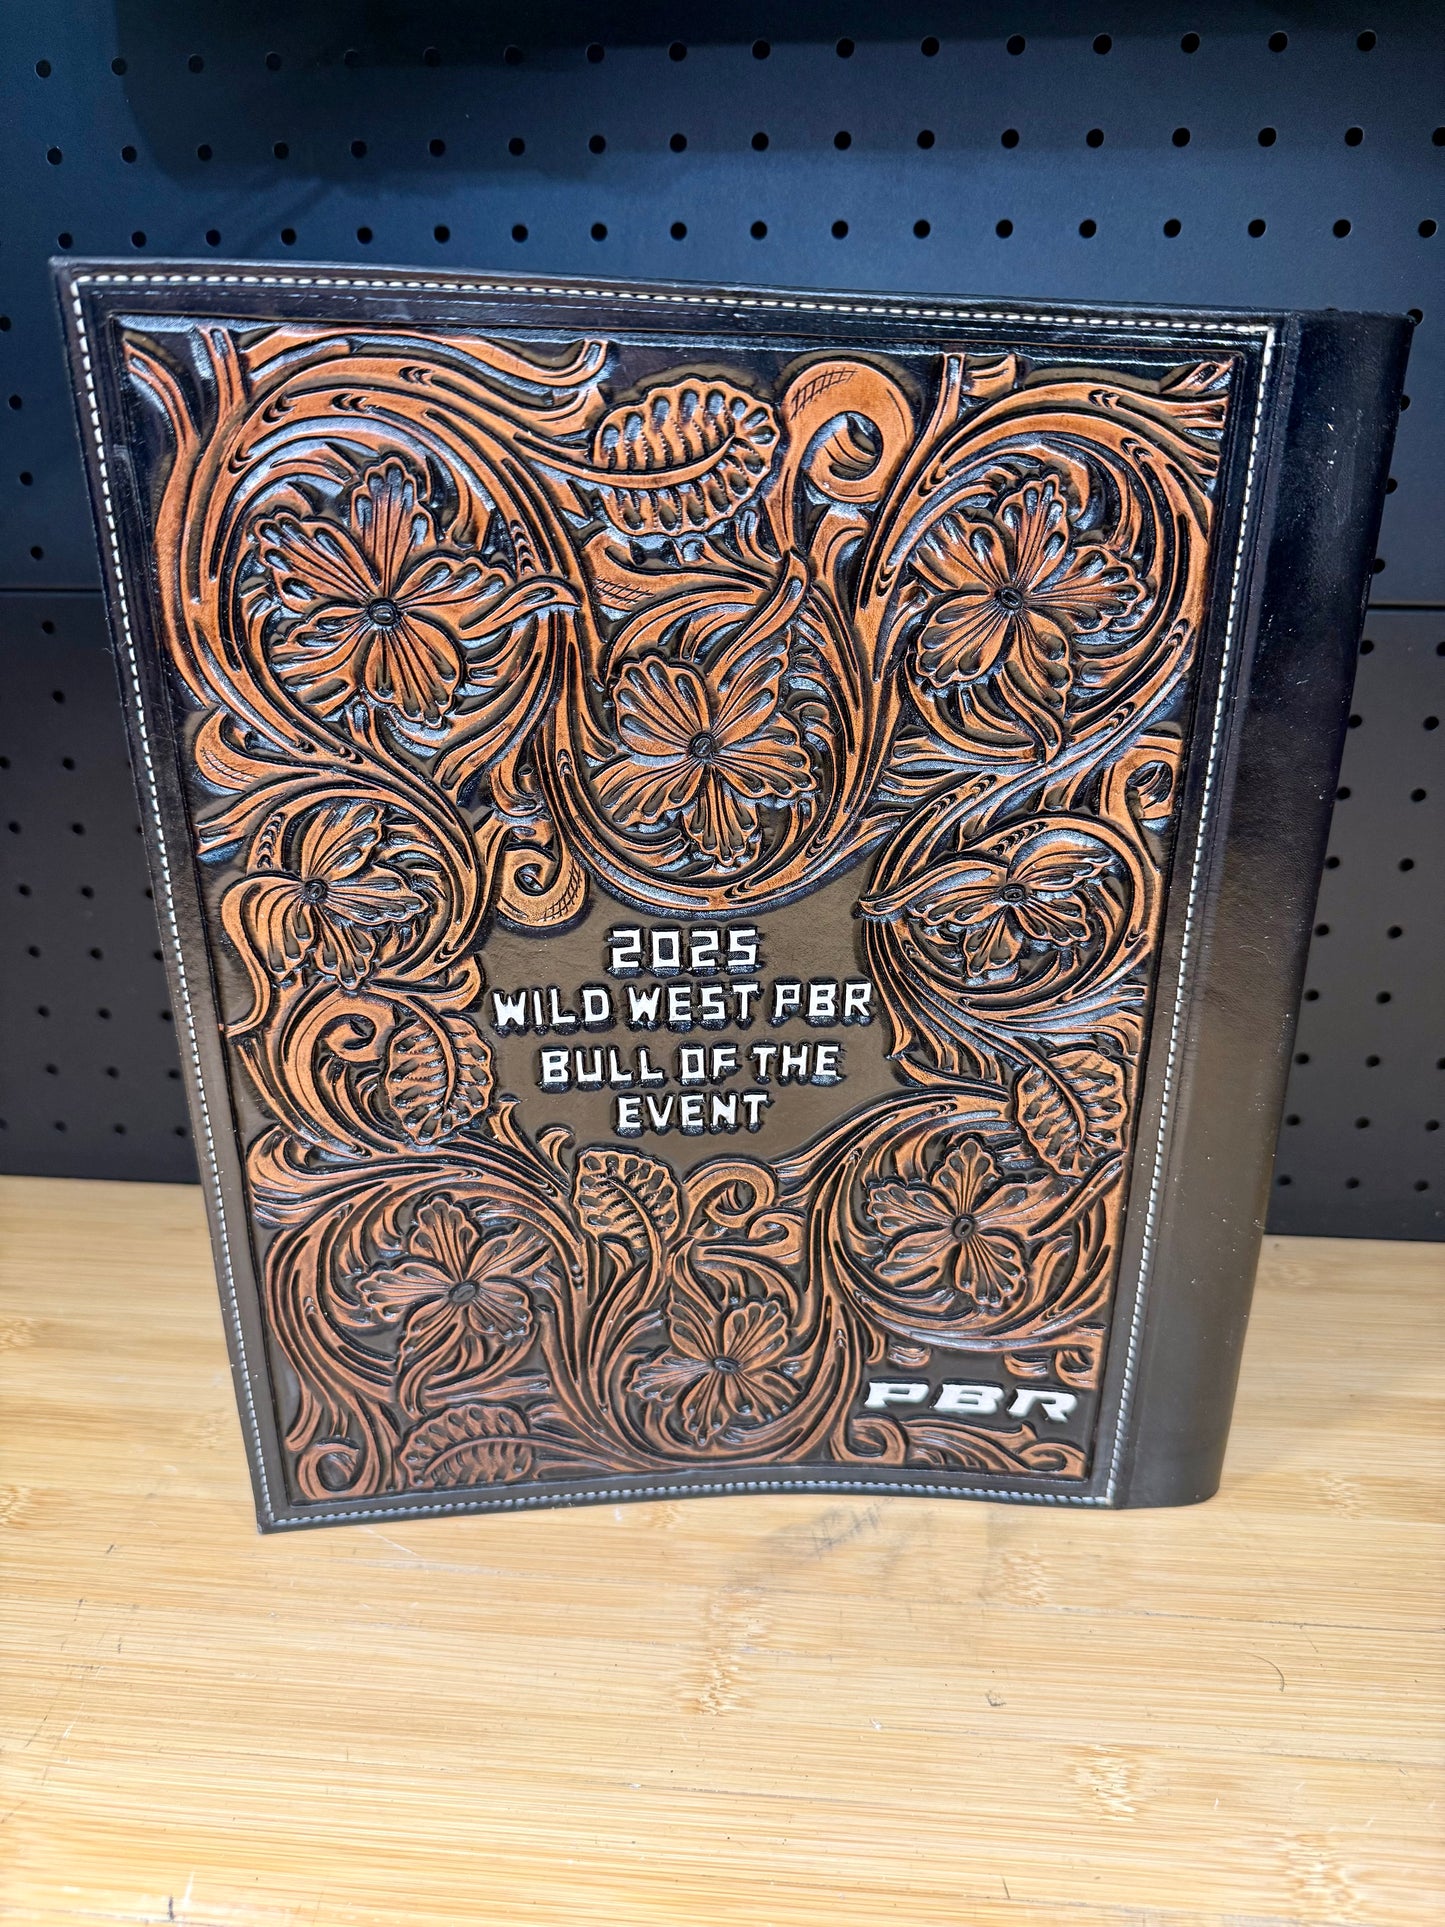 2025
WILD WEST PBR
BULL OF THE
EVENT
PBR